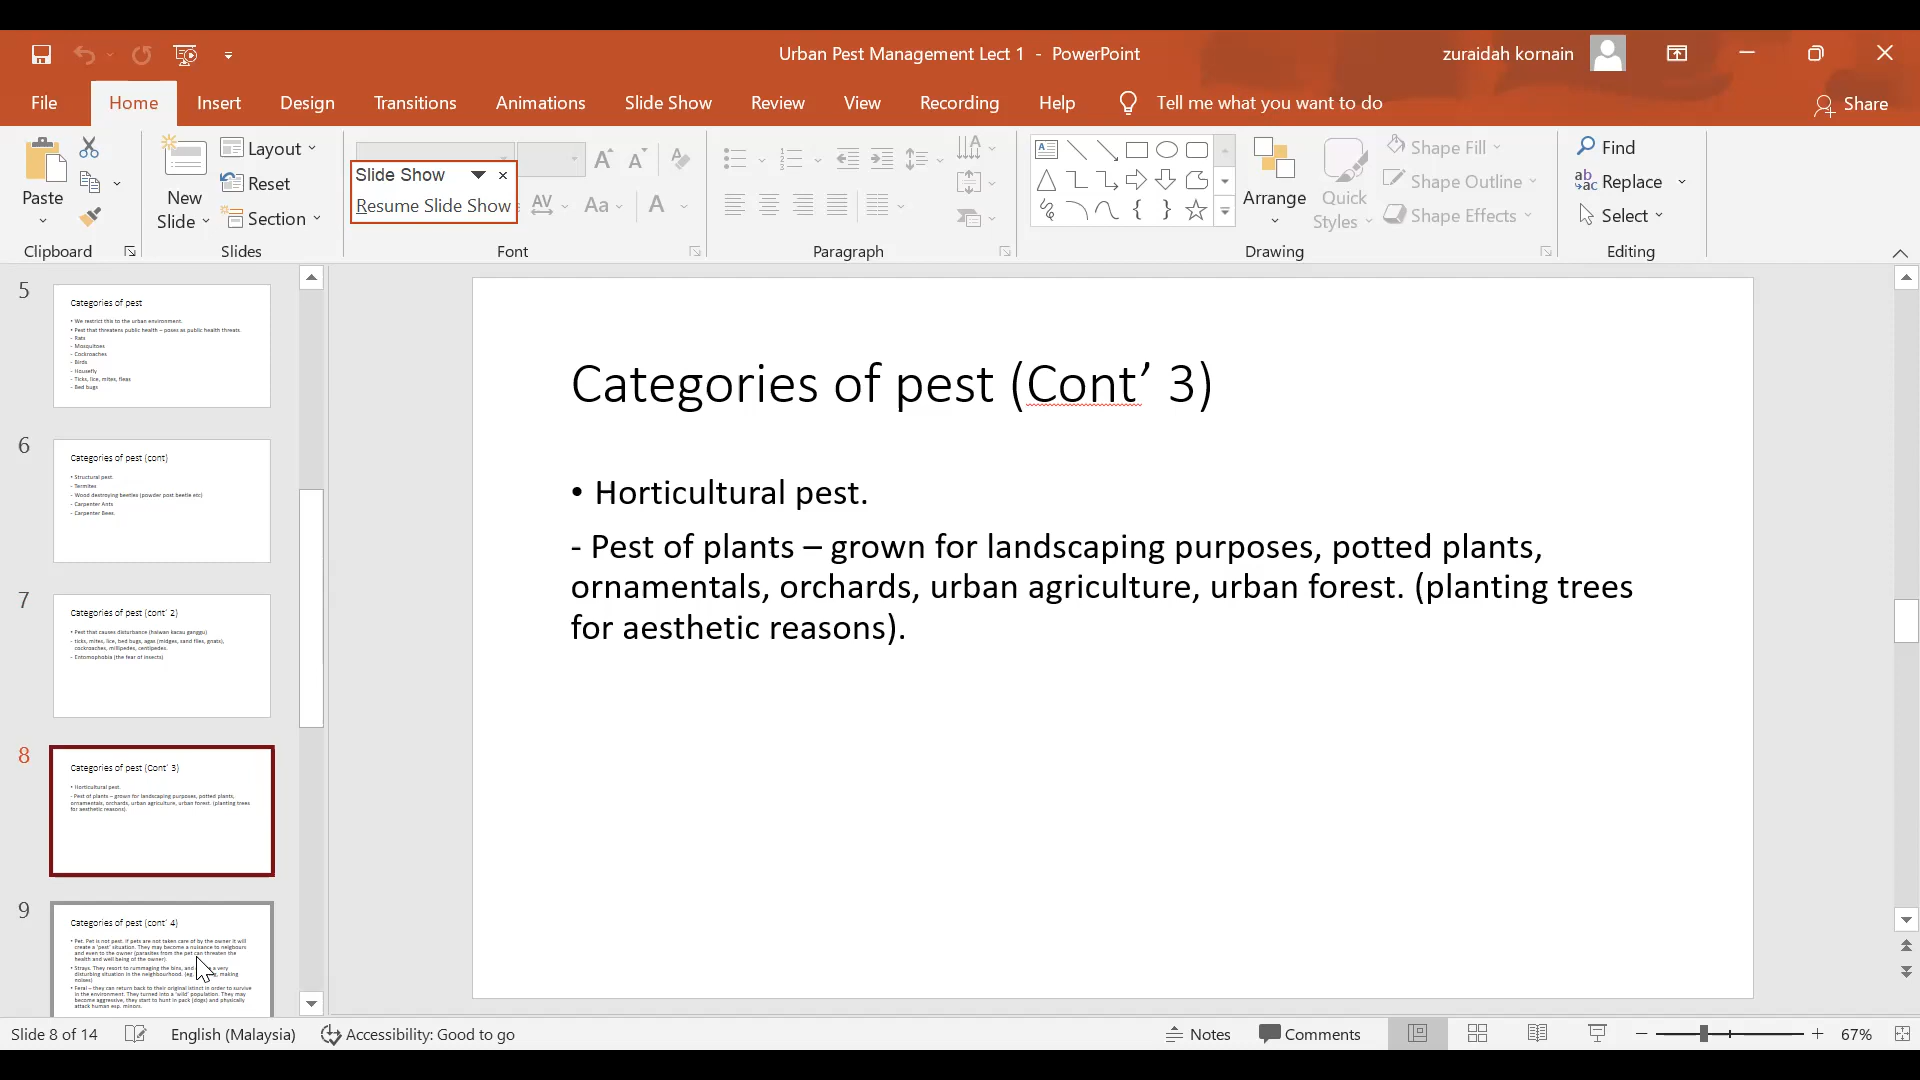 Urban Pest Management Lect 1 - PowerPoint
zuraidah kornain
File Home Insert Design Transitions Animations Slide Show Review View Recording Help Tell me what you want to do Share
Paste
Clipboard
New Slide
Layout
Reset
Section
Slides
Slide Show
Resume Slide Show
Font
Paragraph
Arrange
Quick Styles
Shape Fill
Shape Outline
Shape Effects
Drawing
Find
Replace
Select
Editing
5
Categories of pest
• We restrict this to the urban environment.
• Pest that threatens public health – poses as public health threats.
- Rats
- Mosquitoes
- Cockroaches
- Birds
- Housefly
- Ticks, lice, mites, fleas
- Bed bugs
6
Categories of pest (cont)
• Structural pest.
- Termites
- Wood destroying beetles (powder post beetle etc)
- Carpenter Ants
- Carpenter Bees.
7
Categories of pest (cont' 2)
• Pest that causes disturbance (haiwan kacau ganggu)
- ticks, mites, lice, bed bugs, agas (midges, sand flies, gnats),
cockroaches, millipedes, centipedes.
- Entomophobia (the fear of insects)
8
Categories of pest (Cont' 3)
• Horticultural pest.
- Pest of plants – grown for landscaping purposes, potted plants,
ornamentals, orchards, urban agriculture, urban forest. (planting trees
for aesthetic reasons).
9
Categories of pest (cont' 4)
• Pet. Pet is not pest. If pets are not taken care of by the owner it will
create a 'pest' situation. They may become a nuisance to neighbours
and even to the owner (parasites from the pet can threaten the
health and well being of the owner).
• Strays. They resort to rummaging the bins, and a very
disturbing situation in the neighbourhood. (eg. making
noises)
• Feral – they can return back to their original istinct in order to survive
in the environment. They turned into a 'wild' population. They may
become aggressive, they start to hunt in pack (dogs) and physically
attack human esp. minors.
Categories of pest (Cont’ 3)
• Horticultural pest.
- Pest of plants – grown for landscaping purposes, potted plants,
ornamentals, orchards, urban agriculture, urban forest. (planting trees
for aesthetic reasons).
Slide 8 of 14 English (Malaysia) Accessibility: Good to go Notes Comments 67%